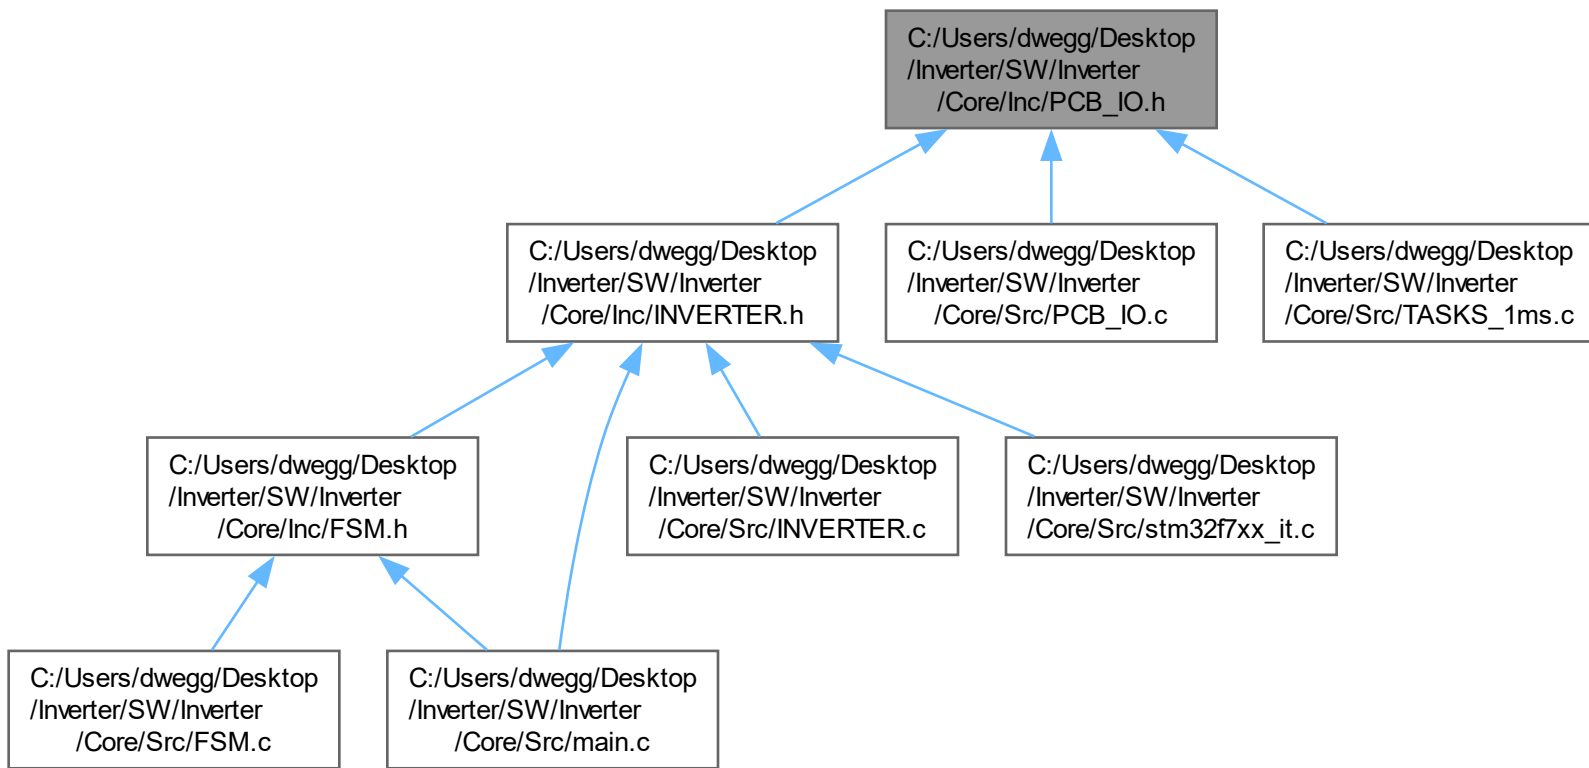 C:/Users/dwegg/Desktop
/Inverter/SW/Inverter
/Core/Inc/PCB_IO.h
C:/Users/dwegg/Desktop
/Inverter/SW/Inverter
/Core/Inc/INVERTER.h
C:/Users/dwegg/Desktop
/Inverter/SW/Inverter
/Core/Src/PCB_IO.c
C:/Users/dwegg/Desktop
/Inverter/SW/Inverter
/Core/Src/TASKS_1ms.c
C:/Users/dwegg/Desktop
/Inverter/SW/Inverter
/Core/Inc/FSM.h
C:/Users/dwegg/Desktop
/Inverter/SW/Inverter
/Core/Src/INVERTER.c
C:/Users/dwegg/Desktop
/Inverter/SW/Inverter
/Core/Src/stm32f7xx_it.c
C:/Users/dwegg/Desktop
/Inverter/SW/Inverter
/Core/Src/FSM.c
C:/Users/dwegg/Desktop
/Inverter/SW/Inverter
/Core/Src/main.c